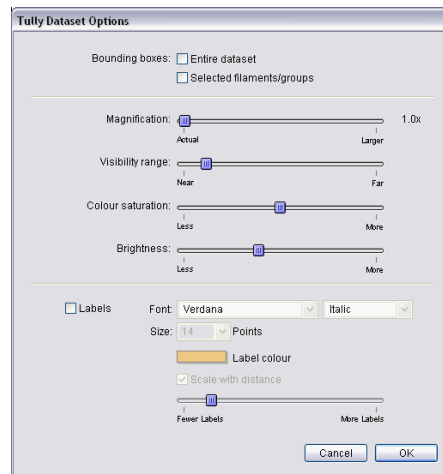 Tully Dataset Options
Bounding boxes: Entire dataset
Selected filaments/groups
Magnification: 1.0x
Actual Larger
Visibility range:
Near Far
Colour saturation:
Less More
Brightness:
Less More
Labels Font: Verdana Italic
Size: 14 Points
Label colour
Scale with distance
Fewer Labels More Labels
Cancel OK